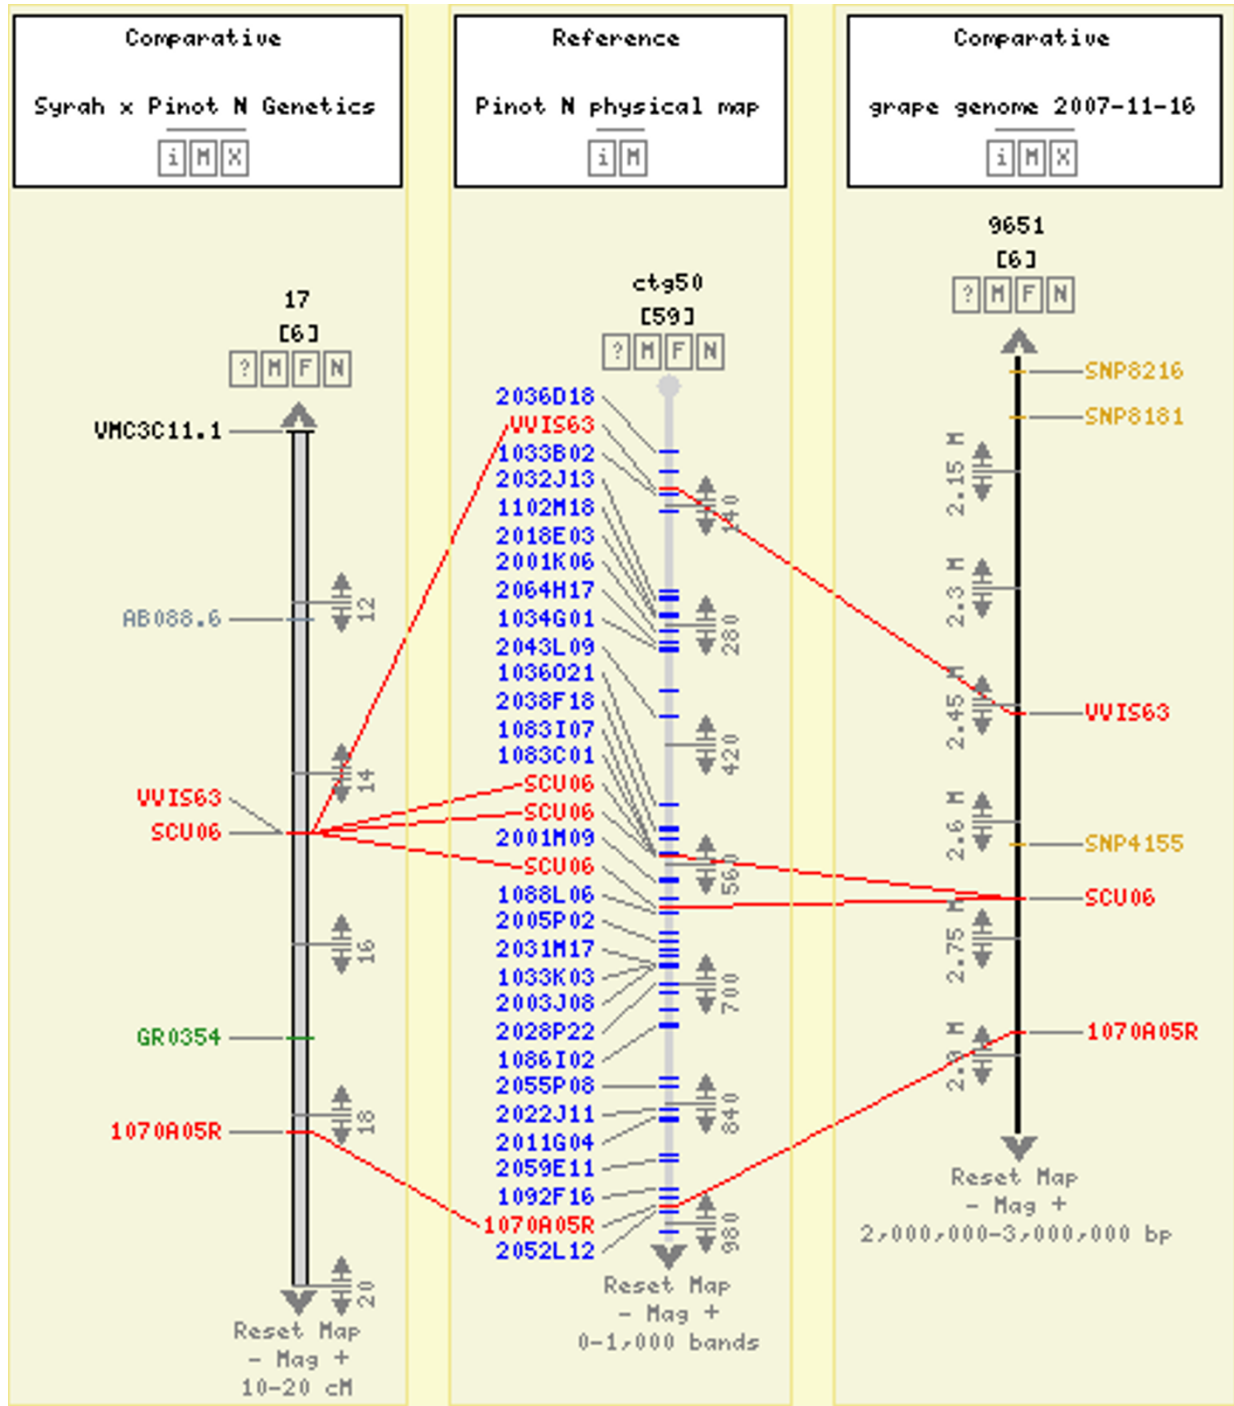 Comparative
Syrah x Pinot N Genetics
i M X
17
[6]
? M F N
VMC3C11.1
12
AB088.6
14
VVIS63
SCU06
16
GR0354
18
1070A05R
20
Reset Map
- Mag +
10-20 cM
Reference
Pinot N physical map
i M
ctg50
[59]
? M F N
2036D18
VVIS63
1033B02
2032J13
1102M18
2018E03
2001K06
2064H17
1034G01
2043L09
1036O21
2038F18
1083I07
1083C01
SCU06
SCU06
2001M09
SCU06
1088L06
2005P02
2031M17
1033K03
2003J08
2028P22
1086I02
2055P08
2022J11
2011G04
2059E11
1092F16
1070A05R
2052L12
140
280
420
560
700
840
980
Reset Map
- Mag +
0-1,000 bands
Comparative
grape genome 2007-11-16
i M X
9651
[6]
? M F N
SNP8216
SNP8181
2.15 M
2.3 M
2.45 M
VVIS63
2.6 M
SNP4155
SCU06
2.75 M
1070A05R
2.9 M
Reset Map
- Mag +
2,000,000-3,000,000 bp